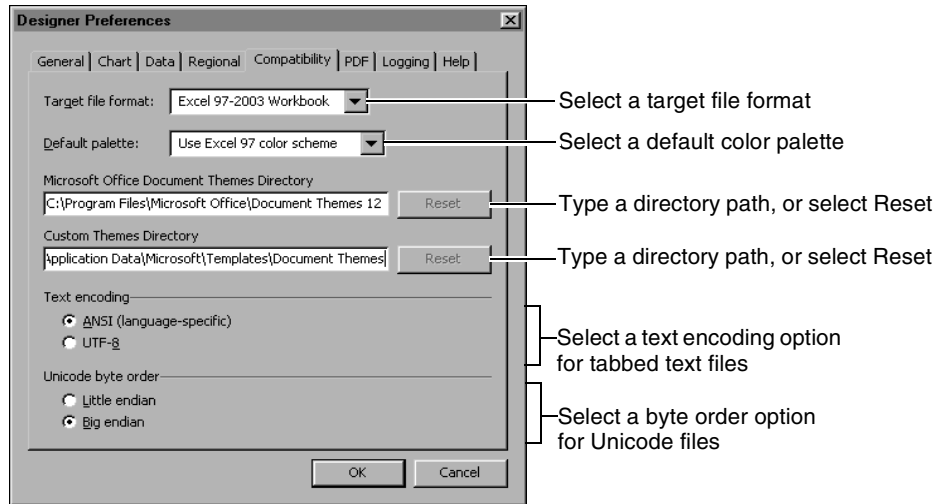 Designer Preferences
General Chart Data Regional Compatibility PDF Logging Help
Target file format: Excel 97-2003 Workbook
Select a target file format
Default palette: Use Excel 97 color scheme
Select a default color palette
Microsoft Office Document Themes Directory
C:\Program Files\Microsoft Office\Document Themes 12 Reset
Type a directory path, or select Reset
Custom Themes Directory
Application Data\Microsoft\Templates\Document Themes Reset
Type a directory path, or select Reset
Text encoding
ANSI (language-specific)
UTF-8
Select a text encoding option
for tabbed text files
Unicode byte order
Little endian
Big endian
Select a byte order option
for Unicode files
OK Cancel